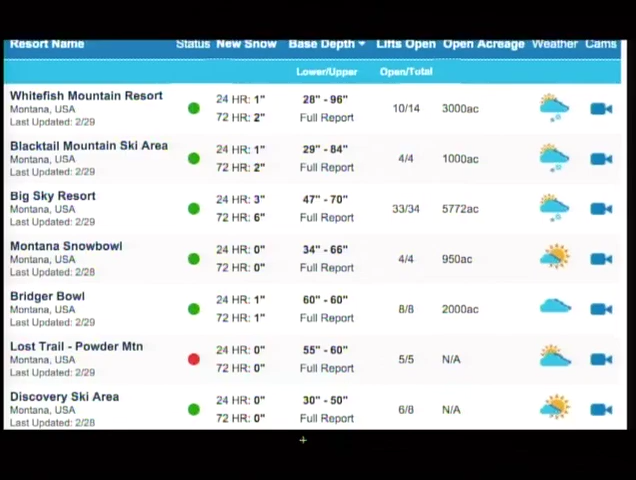 Resort Name Status New Snow Base Depth Lifts Open Open Acreage Weather Cams
Lower/Upper Open/Total
Whitefish Mountain Resort
Montana, USA
Last Updated: 2/29
24 HR: 1"
72 HR: 2"
28" - 96"
Full Report
10/14
3000ac
Blacktail Mountain Ski Area
Montana, USA
Last Updated: 2/29
24 HR: 1"
72 HR: 2"
29" - 84"
Full Report
4/4
1000ac
Big Sky Resort
Montana, USA
Last Updated: 2/29
24 HR: 3"
72 HR: 6"
47" - 70"
Full Report
33/34
5772ac
Montana Snowbowl
Montana, USA
Last Updated: 2/28
24 HR: 0"
72 HR: 0"
34" - 66"
Full Report
4/4
950ac
Bridger Bowl
Montana, USA
Last Updated: 2/29
24 HR: 1"
72 HR: 1"
60" - 60"
Full Report
8/8
2000ac
Lost Trail - Powder Mtn
Montana, USA
Last Updated: 2/29
24 HR: 0"
72 HR: 0"
55" - 60"
Full Report
5/5
N/A
Discovery Ski Area
Montana, USA
Last Updated: 2/28
24 HR: 0"
72 HR: 0"
30" - 50"
Full Report
6/8
N/A